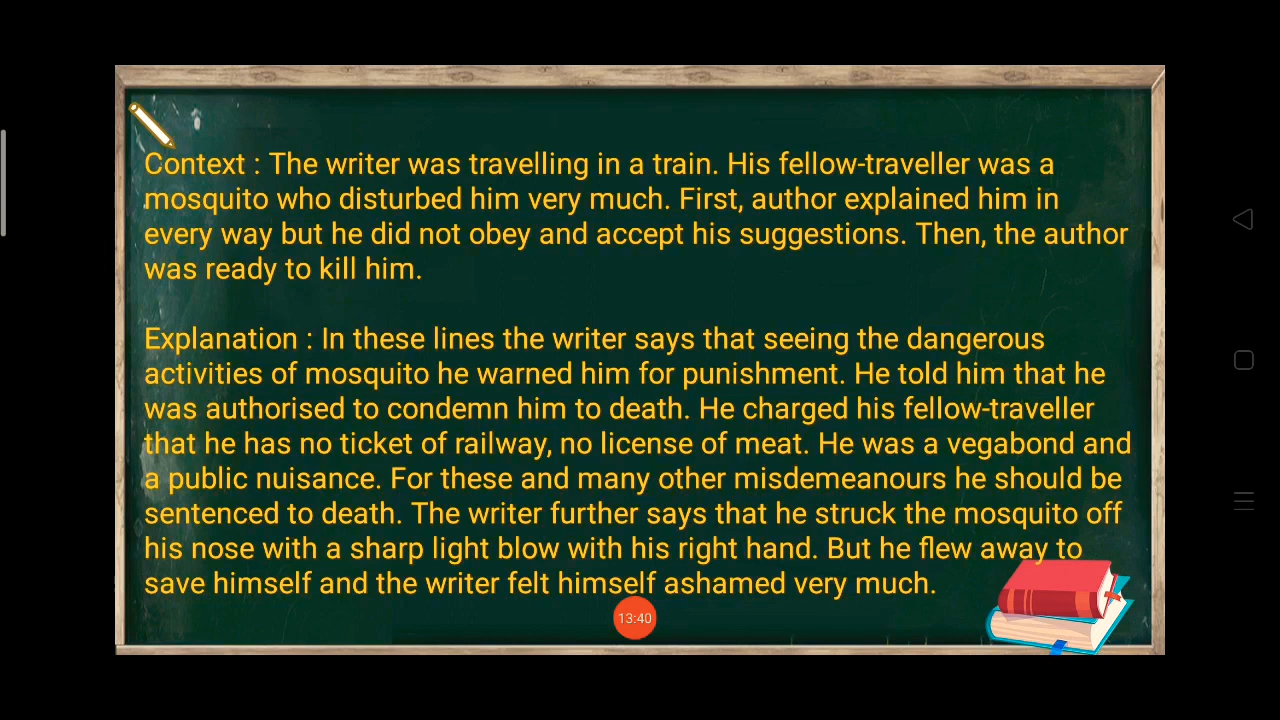 Context : The writer was travelling in a train. His fellow-traveller was a
mosquito who disturbed him very much. First, author explained him in
every way but he did not obey and accept his suggestions. Then, the author
was ready to kill him.
Explanation : In these lines the writer says that seeing the dangerous
activities of mosquito he warned him for punishment. He told him that he
was authorised to condemn him to death. He charged his fellow-traveller
that he has no ticket of railway, no license of meat. He was a vegabond and
a public nuisance. For these and many other misdemeanours he should be
sentenced to death. The writer further says that he struck the mosquito off
his nose with a sharp light blow with his right hand. But he flew away to
save himself and the writer felt himself ashamed very much.
13:40